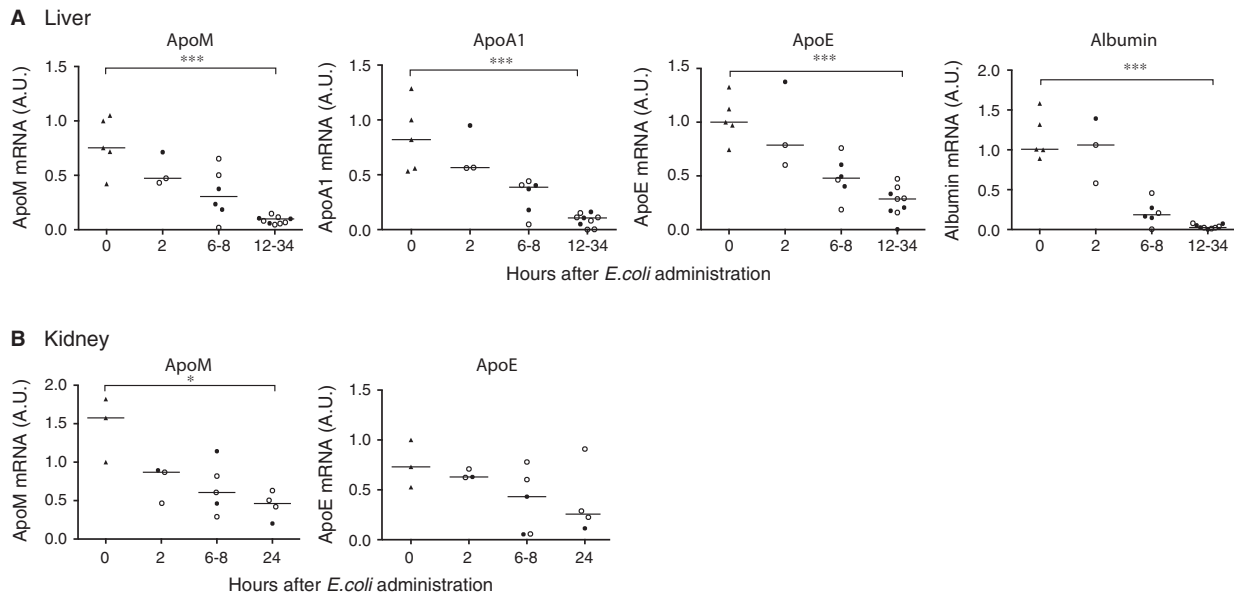 A Liver
ApoM
ApoM mRNA (A.U.)
1.5
1.0
0.5
0.0
***
0 2 6-8 12-34
ApoA1
ApoA1 mRNA (A.U.)
1.5
1.0
0.5
0.0
***
0 2 6-8 12-34
ApoE
ApoE mRNA (A.U.)
1.5
1.0
0.5
0.0
***
0 2 6-8 12-34
Albumin
Albumin mRNA (A.U.)
2.0
1.5
1.0
0.5
0.0
***
0 2 6-8 12-34
Hours after E.coli administration
B Kidney
ApoM
ApoM mRNA (A.U.)
2.0
1.5
1.0
0.5
0.0
*
0 2 6-8 24
ApoE
ApoE mRNA (A.U.)
1.5
1.0
0.5
0.0
0 2 6-8 24
Hours after E.coli administration